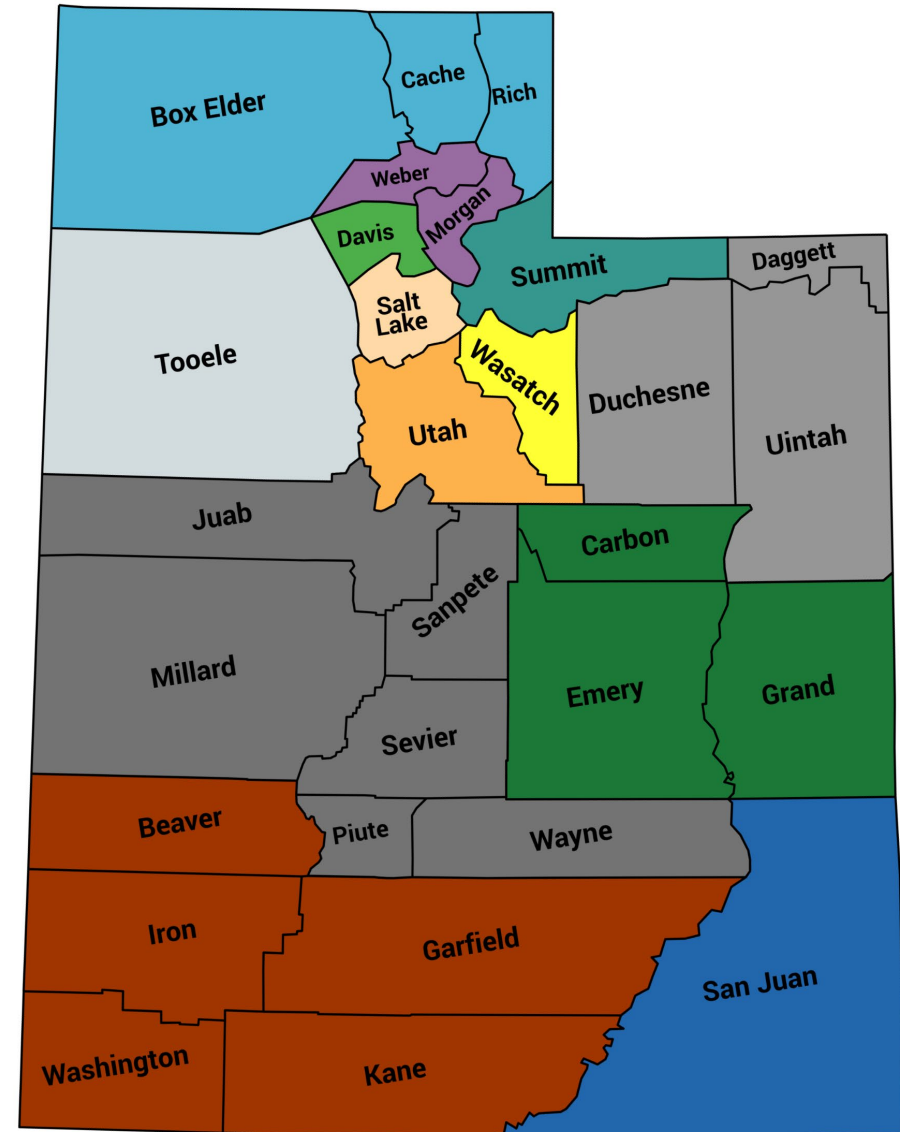 Box Elder
Cache
Rich
Weber
Morgan
Davis
Summit
Daggett
Salt
Lake
Tooele
Wasatch
Duchesne
Utah
Uintah
Juab
Carbon
Sanpete
Millard
Emery
Grand
Sevier
Beaver
Piute
Wayne
Iron
Garfield
San Juan
Washington
Kane